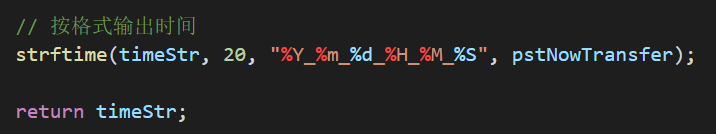 // 按格式输出时间
strftime(timeStr, 20, "%Y_%m_%d_%H_%M_%S", pstNowTransfer);
return timeStr;